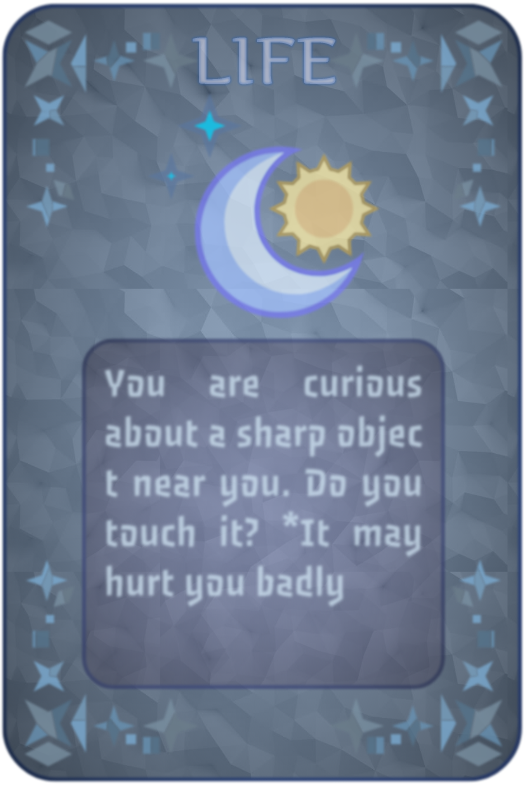 LIFE
You are curious
about a sharp objec
t near you. Do you
touch it? *It may
hurt you badly